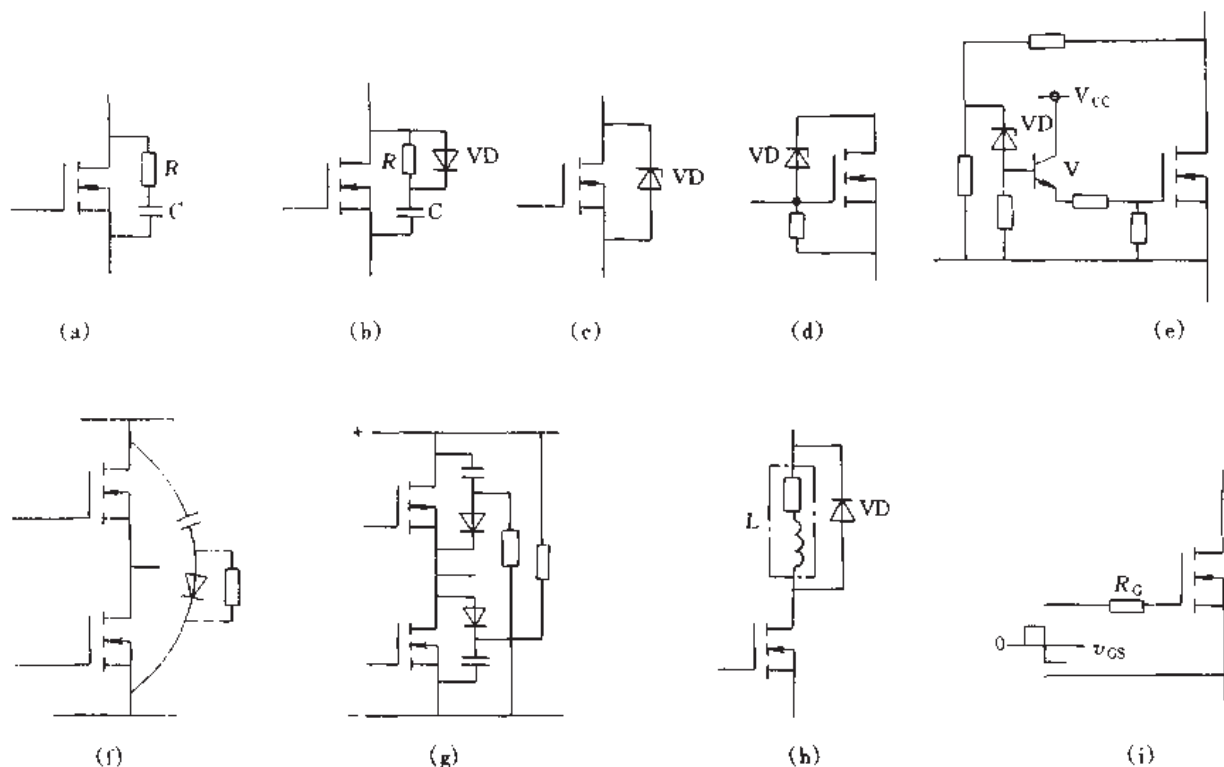 R
C
(a)
R
VD
C
(b)
VD
(c)
VD
(d)
VD
V_CC
V
(e)
(f)
+
−
(g)
L
VD
(h)
R_G
0
v_GS
(i)